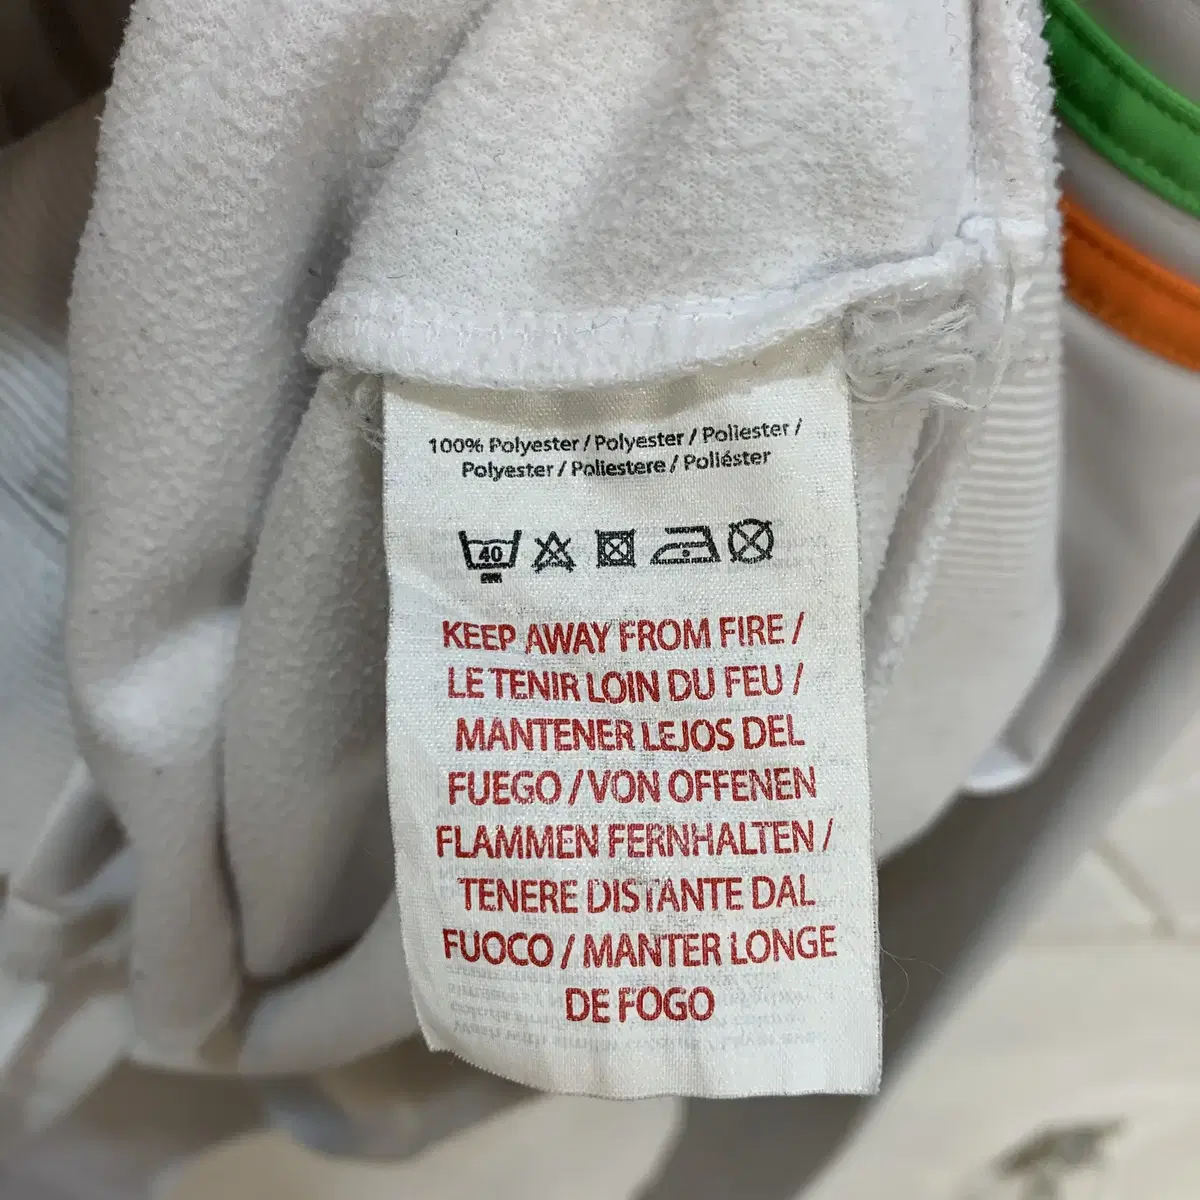 100% Polyester / Polyester / Poliester /
Polyester / Poliestere / Poliéster
40
KEEP AWAY FROM FIRE /
LE TENIR LOIN DU FEU /
MANTENER LEJOS DEL
FUEGO / VON OFFENEN
FLAMMEN FERNHALTEN /
TENERE DISTANTE DAL
FUOCO / MANTER LONGE
DE FOGO